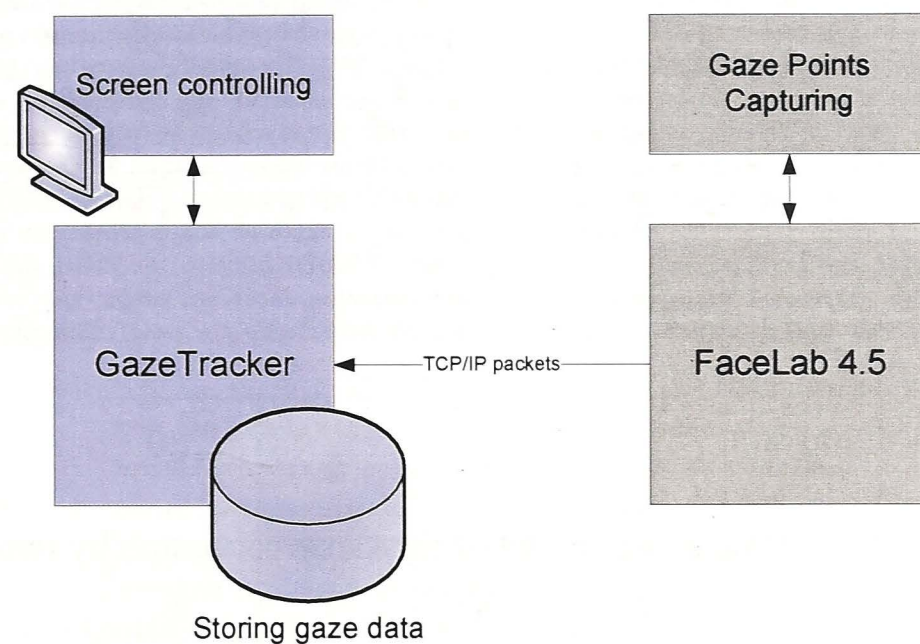 Screen controlling
Gaze Points
Capturing
GazeTracker
TCP/IP packets
FaceLab 4.5
Storing gaze data